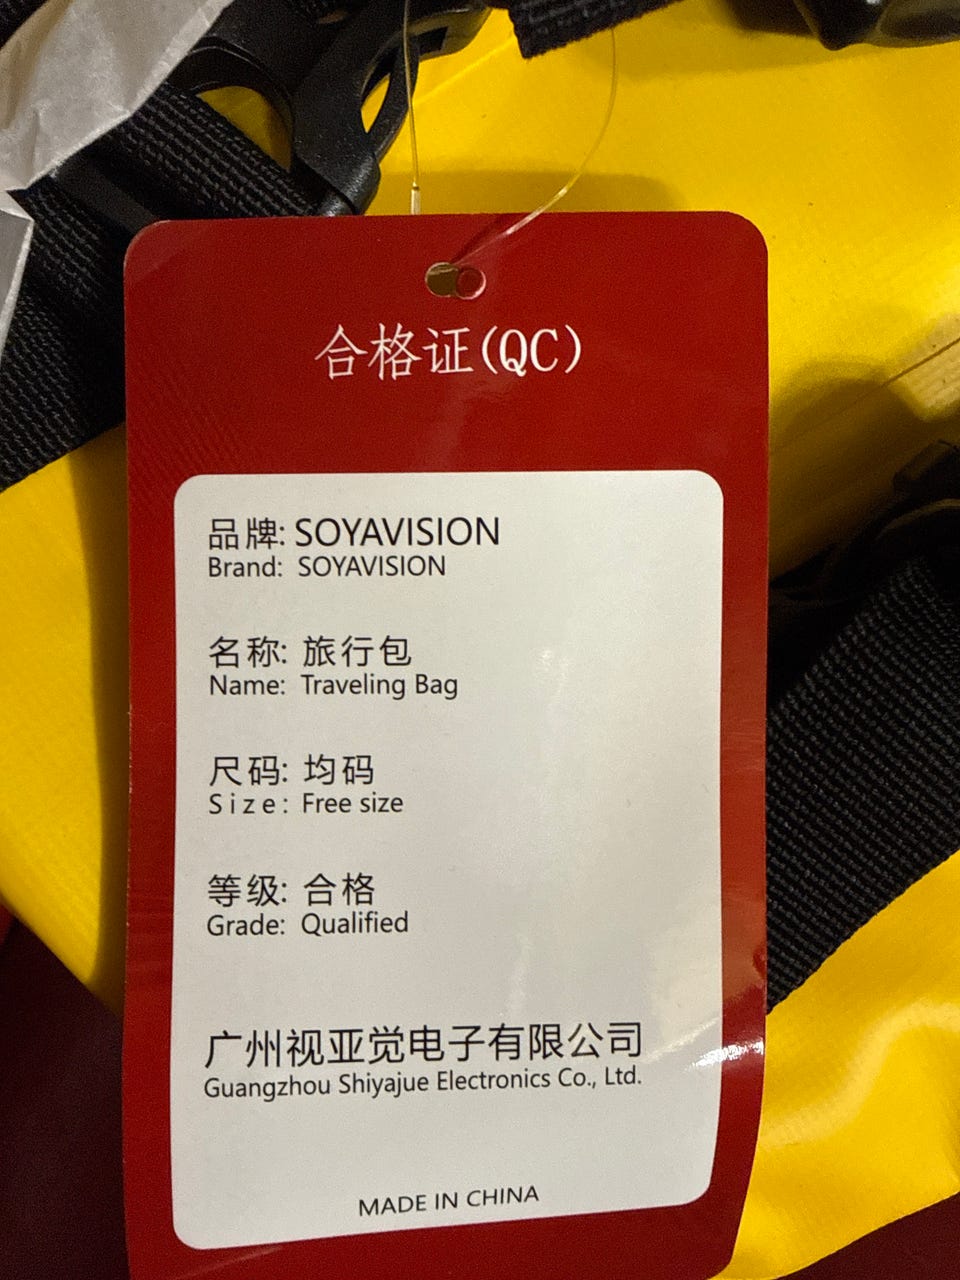 合格证(QC)
品牌: SOYAVISION
Brand: SOYAVISION
名称: 旅行包
Name: Traveling Bag
尺码: 均码
Size: Free size
等级: 合格
Grade: Qualified
广州视亚觉电子有限公司
Guangzhou Shiyajue Electronics Co., Ltd.
MADE IN CHINA